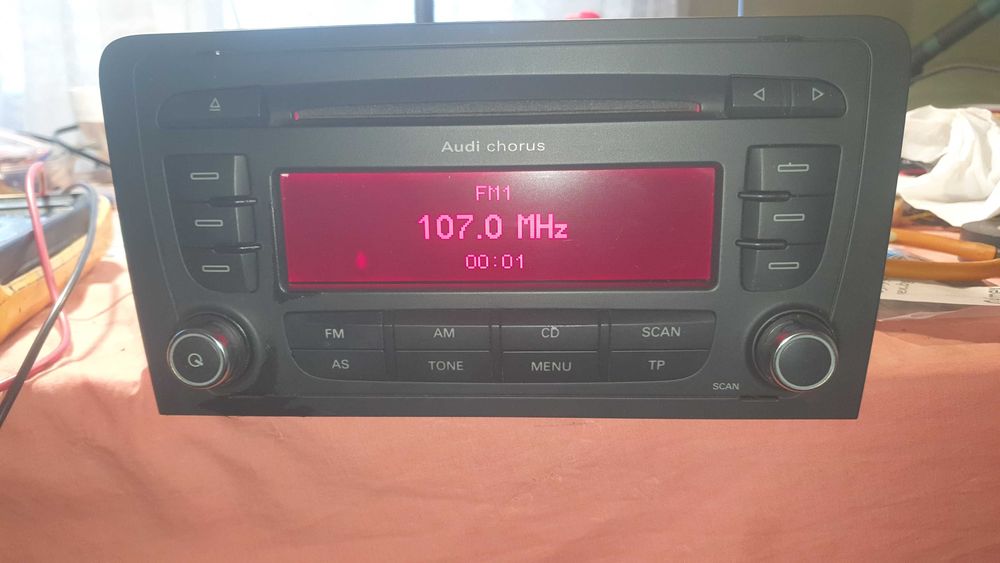 Audi chorus
FM1
107.0 MHz
00:01
FM AM CD SCAN
AS TONE MENU TP
SCAN